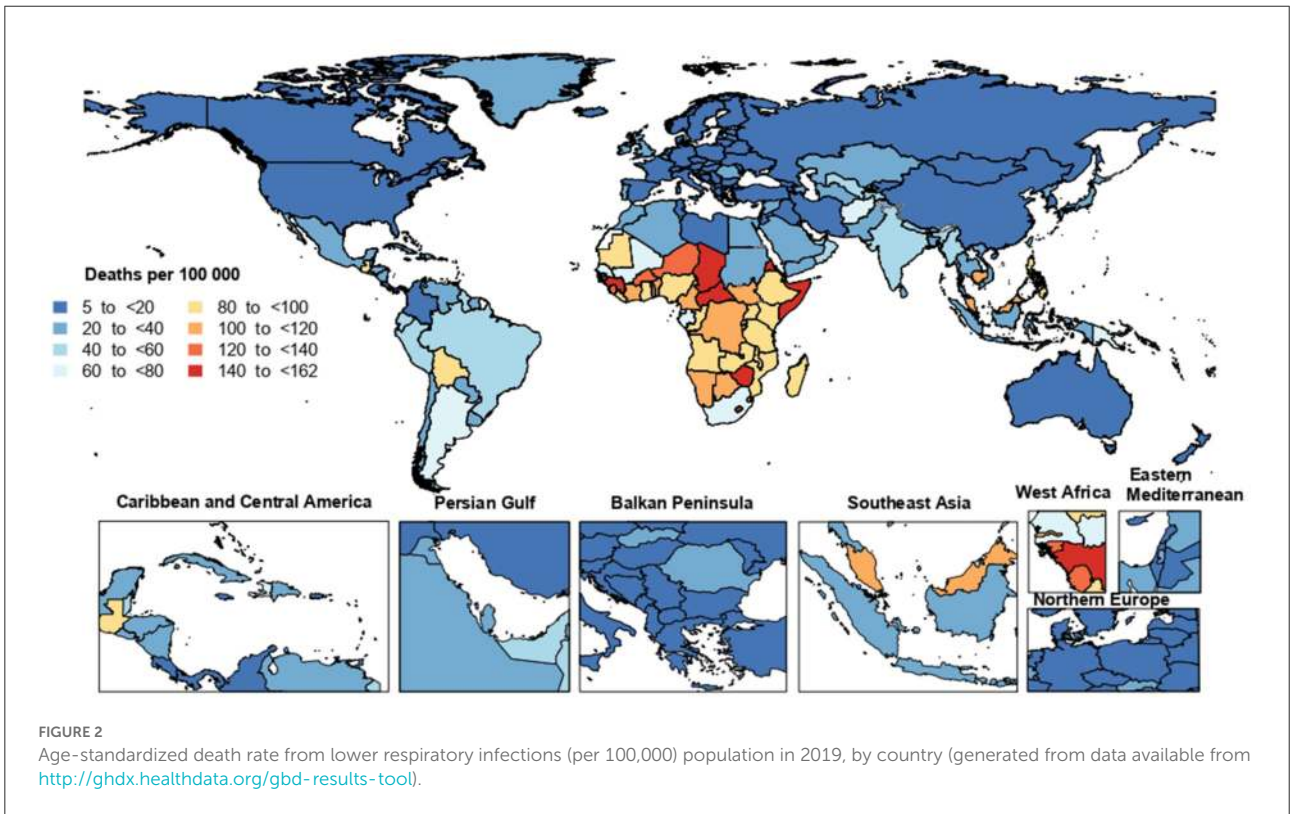 Deaths per 100 000
5 to <20
20 to <40
40 to <60
60 to <80
80 to <100
100 to <120
120 to <140
140 to <162
Caribbean and Central America
Persian Gulf
Balkan Peninsula
Southeast Asia
West Africa
Eastern
Mediterranean
Northern Europe
FIGURE 2
Age-standardized death rate from lower respiratory infections (per 100,000) population in 2019, by country (generated from data available from
http://ghdx.healthdata.org/gbd-results-tool).